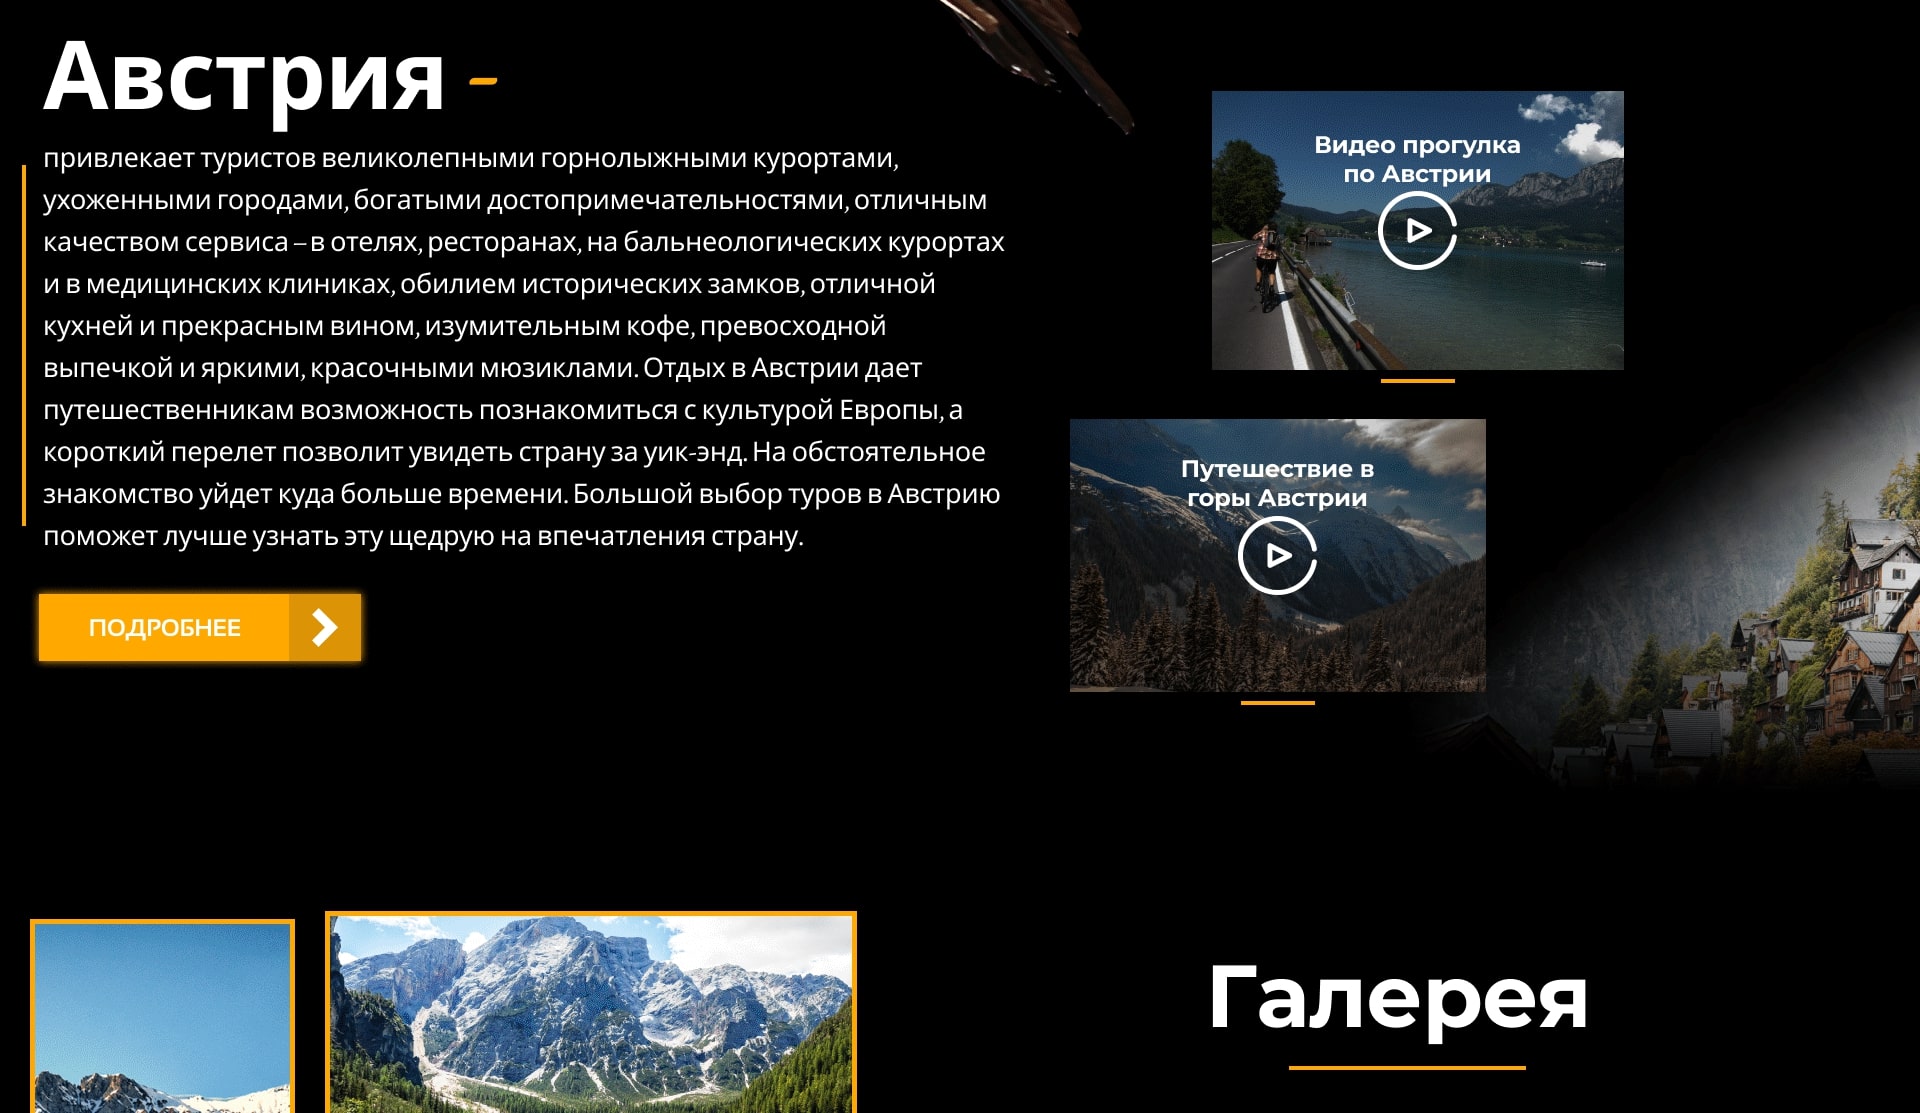 Австрия -
привлекает туристов великолепными горнолыжными курортами,
ухоженными городами, богатыми достопримечательностями, отличным
качеством сервиса – в отелях, ресторанах, на бальнеологических курортах
и в медицинских клиниках, обилием исторических замков, отличной
кухней и прекрасным вином, изумительным кофе, превосходной
выпечкой и яркими, красочными мюзиклами. Отдых в Австрии дает
путешественникам возможность познакомиться с культурой Европы, а
короткий перелет позволит увидеть страну за уик-энд. На обстоятельное
знакомство уйдет куда больше времени. Большой выбор туров в Австрию
поможет лучше узнать эту щедрую на впечатления страну.
ПОДРОБНЕЕ
Видео прогулка
по Австрии
Путешествие в
горы Австрии
Галерея